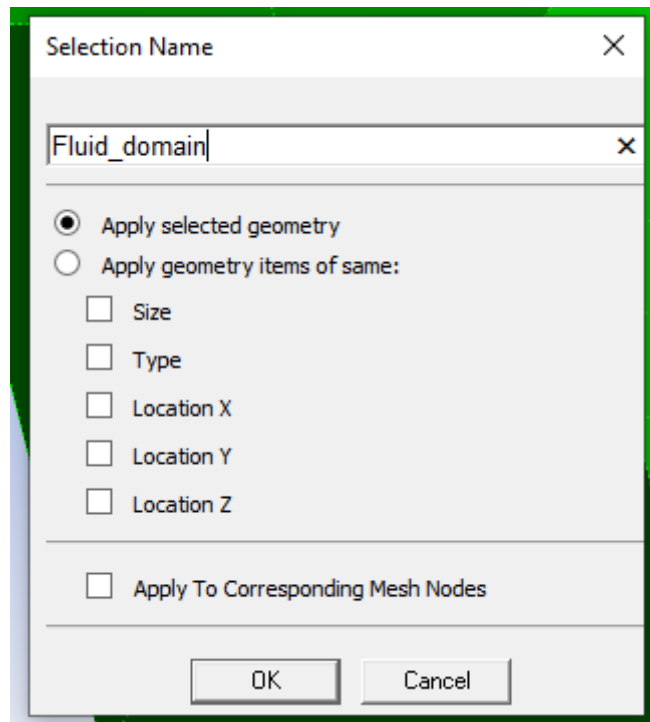 Selection Name
Fluid_domain
Apply selected geometry
Apply geometry items of same:
Size
Type
Location X
Location Y
Location Z
Apply To Corresponding Mesh Nodes
OK Cancel